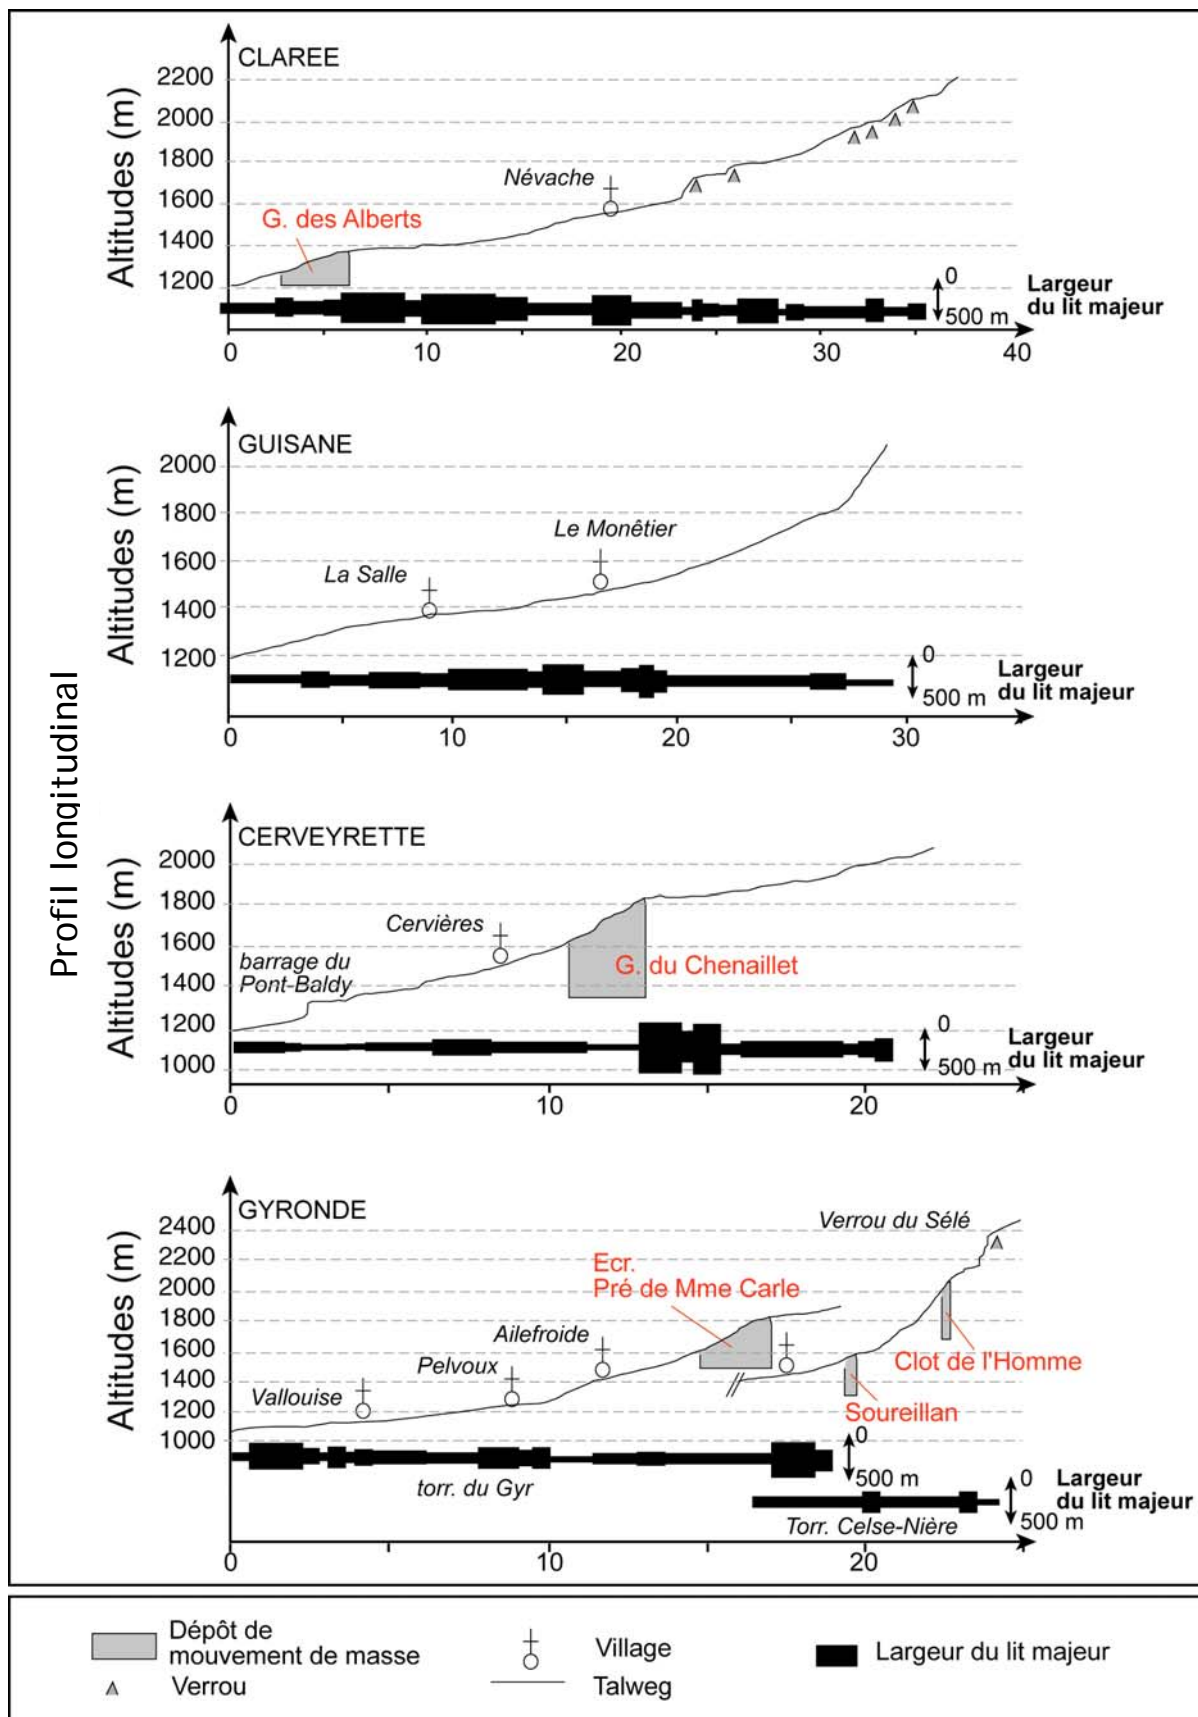 Profil longitudinal
CLAREE
Altitudes (m)
2200
2000
1800
1600
1400
1200
Névache
G. des Alberts
0
500 m
Largeur
du lit majeur
0
10
20
30
40
GUISANE
Altitudes (m)
2000
1800
1600
1400
1200
Le Monêtier
La Salle
0
500 m
Largeur
du lit majeur
0
10
20
30
CERVEYRETTE
Altitudes (m)
2000
1800
1600
1400
1200
1000
Cervières
barrage du
Pont-Baldy
G. du Chenaillet
0
500 m
Largeur
du lit majeur
0
10
20
GYRONDE
Altitudes (m)
2400
2200
2000
1800
1600
1400
1200
1000
Verrou du Sélé
Ecr.
Pré de Mme Carle
Ailefroide
Pelvoux
Vallouise
Clot de l'Homme
Soureillan
0
500 m
torr. du Gyr
0
500 m
Largeur
du lit majeur
Torr. Celse-Nière
0
10
20
Dépôt de
mouvement de masse
Verrou
Village
Talweg
Largeur du lit majeur